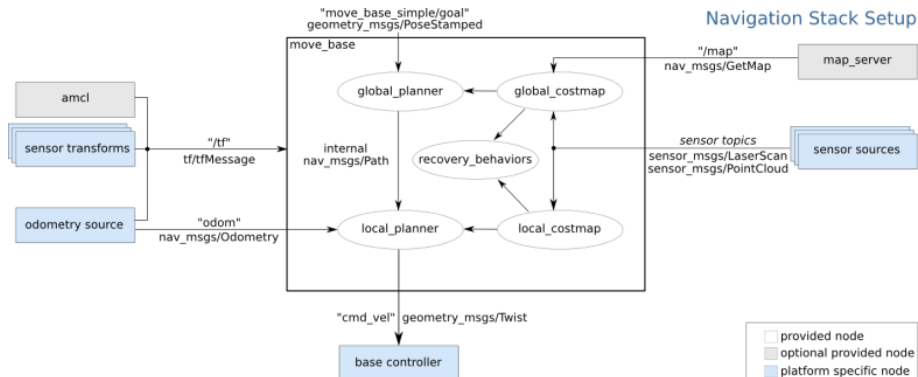 Navigation Stack Setup
"move_base_simple/goal"
geometry_msgs/PoseStamped
move_base
"/map"
nav_msgs/GetMap
map_server
global_planner
global_costmap
amcl
sensor transforms
"/tf"
tf/tfMessage
internal
nav_msgs/Path
recovery_behaviors
sensor topics
sensor_msgs/LaserScan
sensor_msgs/PointCloud
sensor sources
odometry source
"odom"
nav_msgs/Odometry
local_planner
local_costmap
"cmd_vel" geometry_msgs/Twist
base controller
provided node
optional provided node
platform specific node